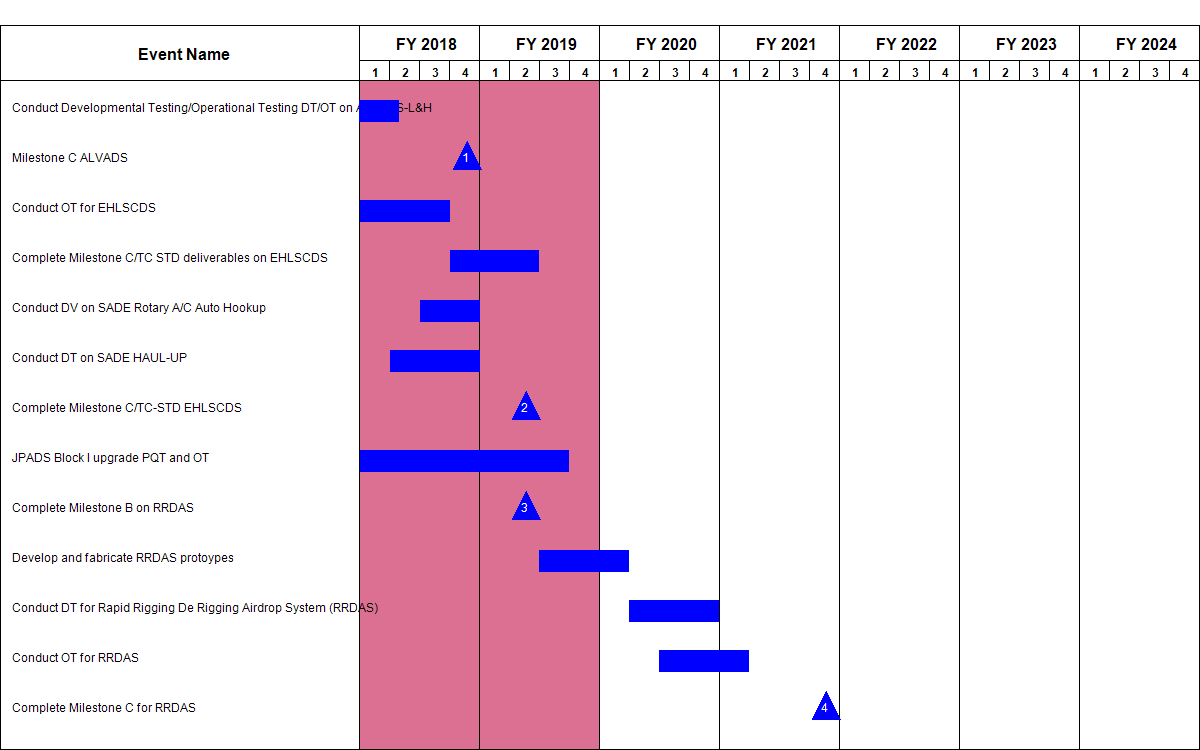 Event Name
FY 2018 FY 2019 FY 2020 FY 2021 FY 2022 FY 2023 FY 2024
1 2 3 4 1 2 3 4 1 2 3 4 1 2 3 4 1 2 3 4 1 2 3 4 1 2 3 4
Conduct Developmental Testing/Operational Testing DT/OT on S-L&H
Milestone C ALVADS
1
Conduct OT for EHLSCDS
Complete Milestone C/TC STD deliverables on EHLSCDS
Conduct DV on SADE Rotary A/C Auto Hookup
Conduct DT on SADE HAUL-UP
Complete Milestone C/TC-STD EHLSCDS
2
JPADS Block I upgrade PQT and OT
Complete Milestone B on RRDAS
3
Develop and fabricate RRDAS protoypes
Conduct DT for Rapid Rigging De Rigging Airdrop System (RRDAS)
Conduct OT for RRDAS
Complete Milestone C for RRDAS
4